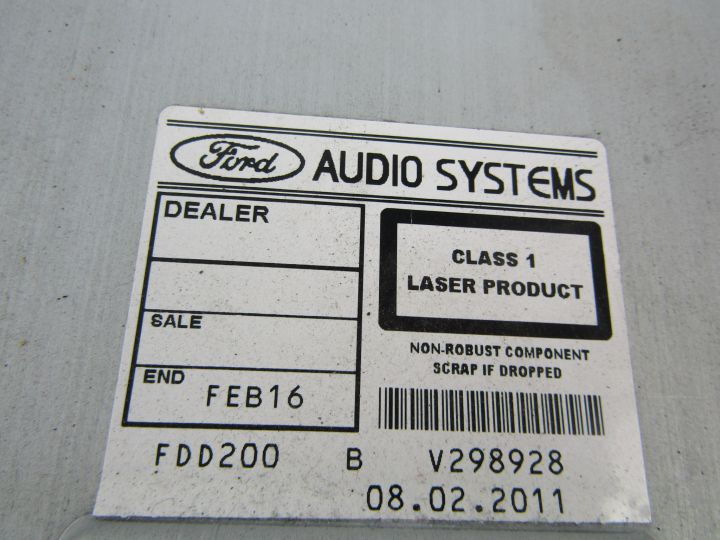 Ford AUDIO SYSTEMS
DEALER
SALE
END FEB16
CLASS 1
LASER PRODUCT
NON-ROBUST COMPONENT
SCRAP IF DROPPED
FDD200 B V298928
08.02.2011